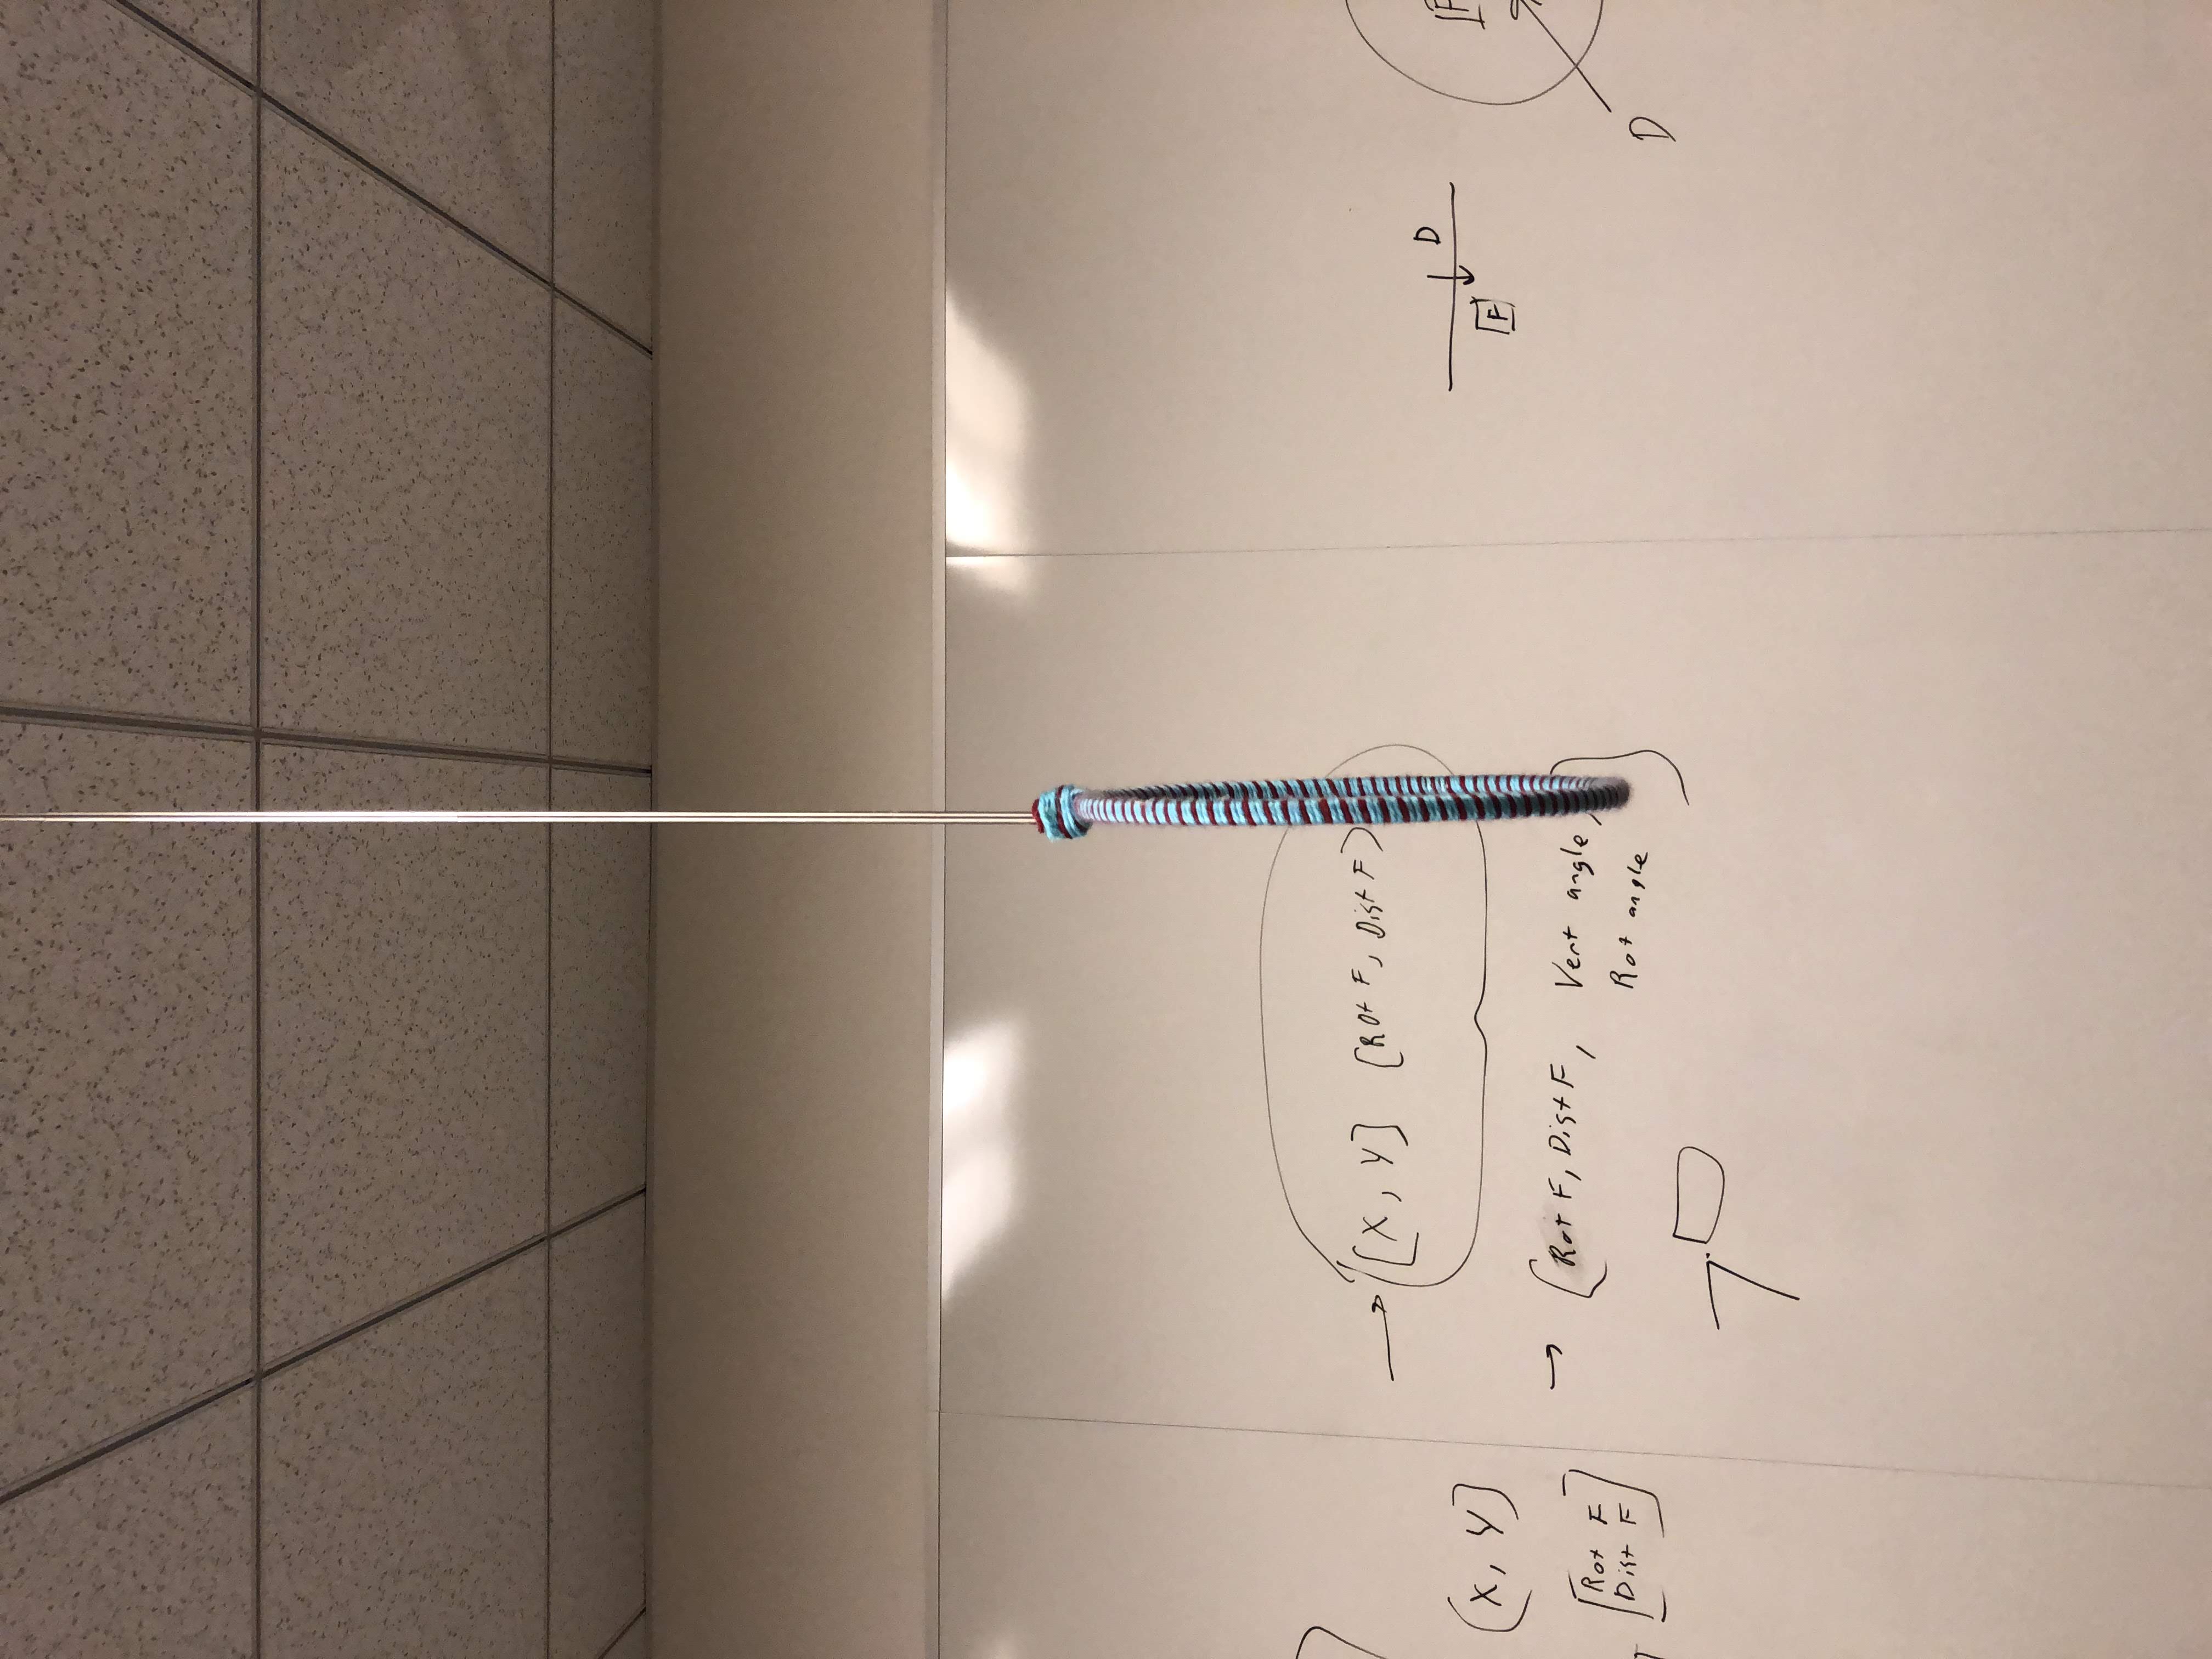 [X, Y] [Rot F, Dist F]
(X, Y]
[Rot F
Dist F]
[Rot F, Dist F, Vert angle,
Rot angle]
D
[F]
[F
D